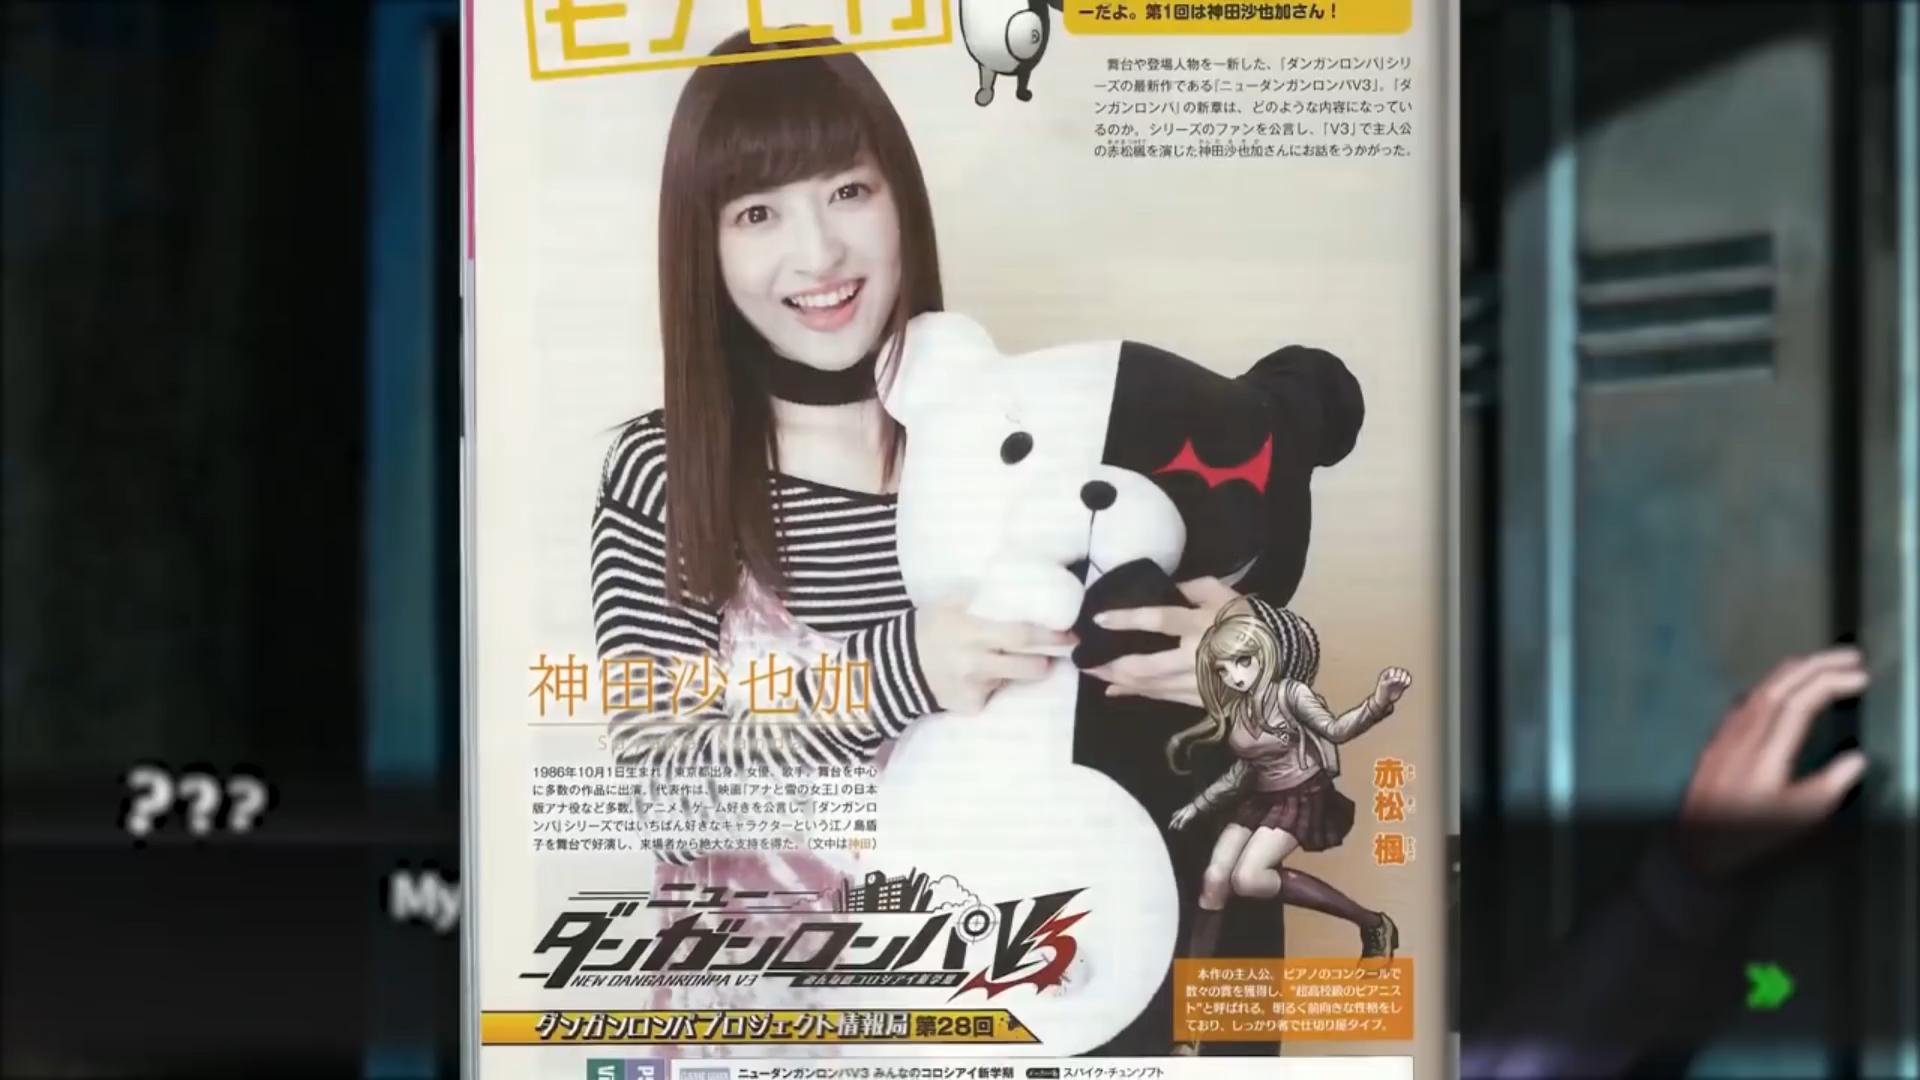 ーだよ。第1回は神田沙也加さん！
舞台や登場人物を一新した、『ダンガンロンパ』シリ
ーズの最新作である『ニューダンガンロンパV3』。『ダ
ンガンロンパ』の新章は、どのような内容になってい
るのか。シリーズのファンを公言し、『V3』で主人公
の赤松楓を演じた神田沙也加さんにお話をうかがった。
神田沙也加
1986年10月1日生まれ。東京都出身。女優、歌手。舞台を中心
に多数の作品に出演。代表作は、映画『アナと雪の女王』の日本
版アナ役など多数。アニメ、ゲーム好きを公言し、『ダンガンロ
ンパ』シリーズではいちばん好きなキャラクターという江ノ島盾
子を舞台で好演し、来場者から絶大な支持を得た。（文中は神田）
赤松 楓
???
My
ニュー
ダンガンロンパV3
NEW DANGANRONPA V3
みんなのコロシアイ新学期
本作の主人公。ピアノのコンクールで
数々の賞を獲得し、"超高校級のピアニス
ト"と呼ばれる。明るく前向きな性格をし
ており、しっかり者で仕切り屋タイプ。
ダンガンロンパプロジェクト情報局 第28回
ニューダンガンロンパV3 みんなのコロシアイ新学期
スパイク・チュンソフト